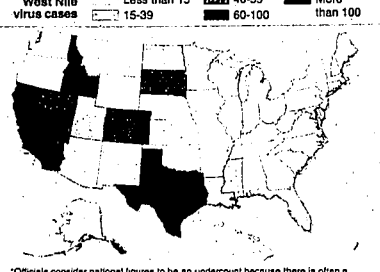 West Nile Less than 15 40-59 More
virus cases 15-39 60-100 than 100
*Officials consider national figures to be an undercount because there is often a